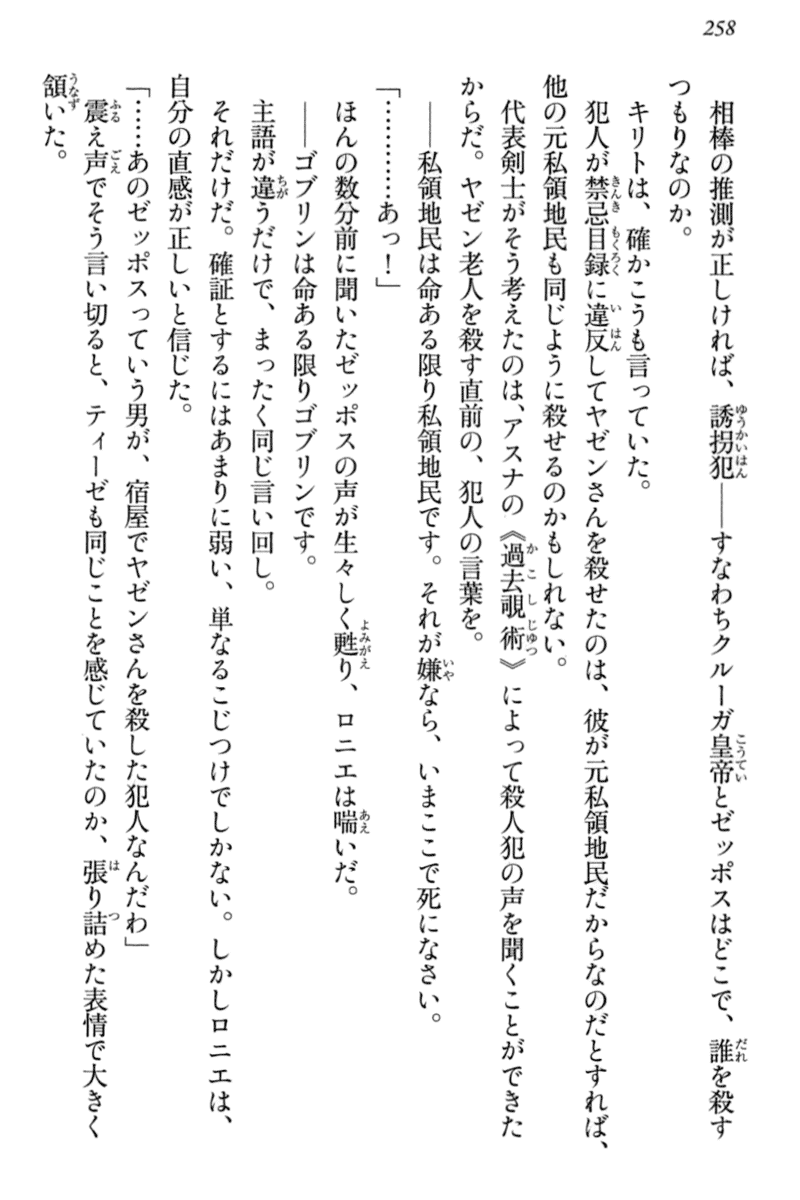 258
相棒の推測が正しければ、誘拐犯――すなわちクルーガ皇帝とゼッポスはどこで、誰を殺す
つもりなのか。
キリトは、確かこうも言っていた。
犯人が禁忌目録に違反してヤゼンさんを殺せたのは、彼が元私領地民だからなのだとすれば、
他の元私領地民も同じように殺せるのかもしれない。
代表剣士がそう考えたのは、アスナの《過去覗術》によって殺人犯の声を聞くことができた
からだ。ヤゼン老人を殺す直前の、犯人の言葉を。
――私領地民は命ある限り私領地民です。それが嫌なら、いまここで死になさい。
「…………あっ！」
ほんの数分前に聞いたゼッポスの声が生々しく甦り、ロニエは喘いだ。
――ゴブリンは命ある限りゴブリンです。
主語が違うだけで、まったく同じ言い回し。
それだけだ。確証とするにはあまりに弱い、単なるこじつけでしかない。しかしロニエは、
自分の直感が正しいと信じた。
「……あのゼッポスっていう男が、宿屋でヤゼンさんを殺した犯人なんだわ」
震え声でそう言い切ると、ティーゼも同じことを感じていたのか、張り詰めた表情で大きく
頷いた。